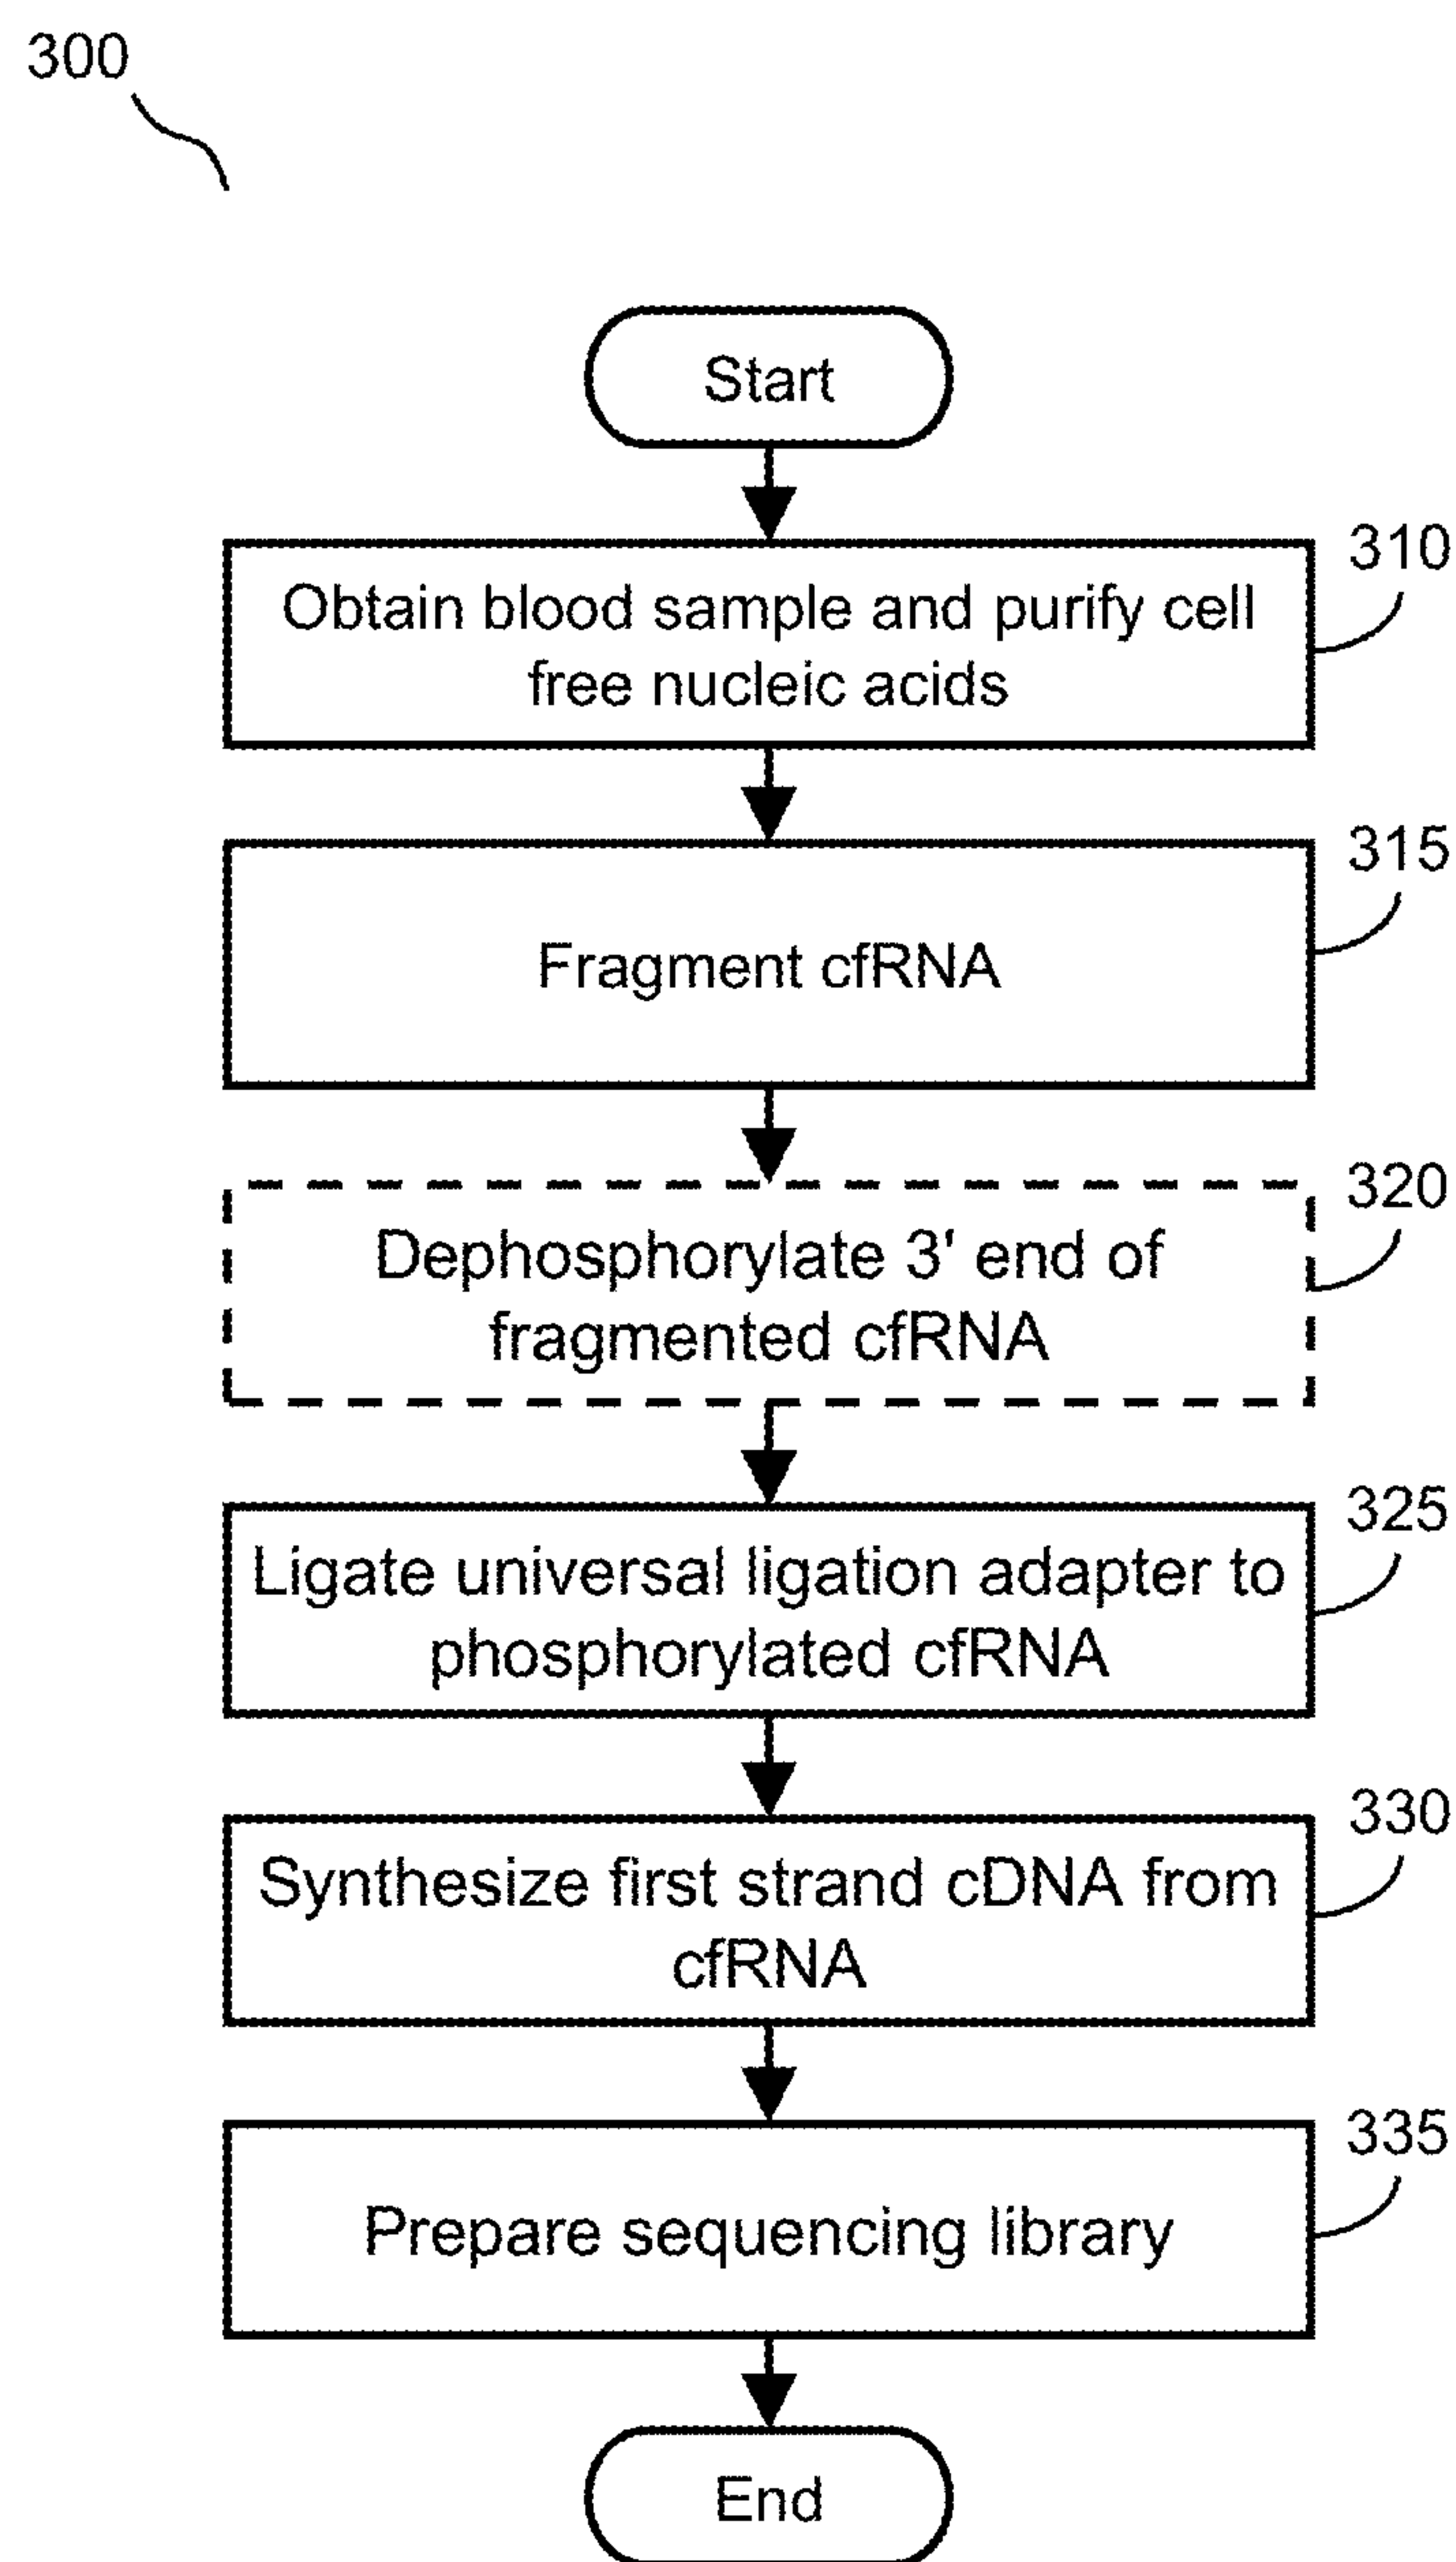 300
Start
310
Obtain blood sample and purify cell
free nucleic acids
315
Fragment cfRNA
320
Dephosphorylate 3' end of
fragmented cfRNA
325
Ligate universal ligation adapter to
phosphorylated cfRNA
330
Synthesize first strand cDNA from
cfRNA
335
Prepare sequencing library
End